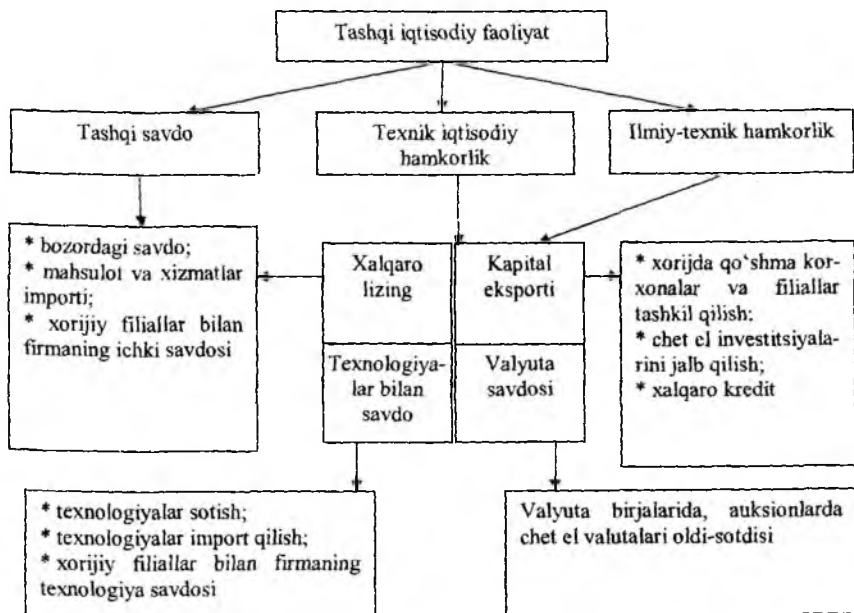 Tashqi iqtisodiy faoliyat
Tashqi savdo
Texnik iqtisodiy
hamkorlik
Ilmiy-texnik hamkorlik
* bozordagi savdo;
* mahsulot va xizmatlar
importi;
* xorijiy filiallar bilan
firmaning ichki savdosi
Xalqaro
lizing
Kapital
eksporti
Texnologiya-
lar bilan
savdo
Valyuta
savdosi
* xorijda qo‘shma kor-
xonalar va filiallar
tashkil qilish;
* chet el investitsiyala-
rini jalb qilish;
* xalqaro kredit
* texnologiyalar sotish;
* texnologiyalar import qilish;
* xorijiy filiallar bilan firmaning
texnologiya savdosi
Valyuta birjalarida, auksionlarda
chet el valutalari oldi-sotdisi